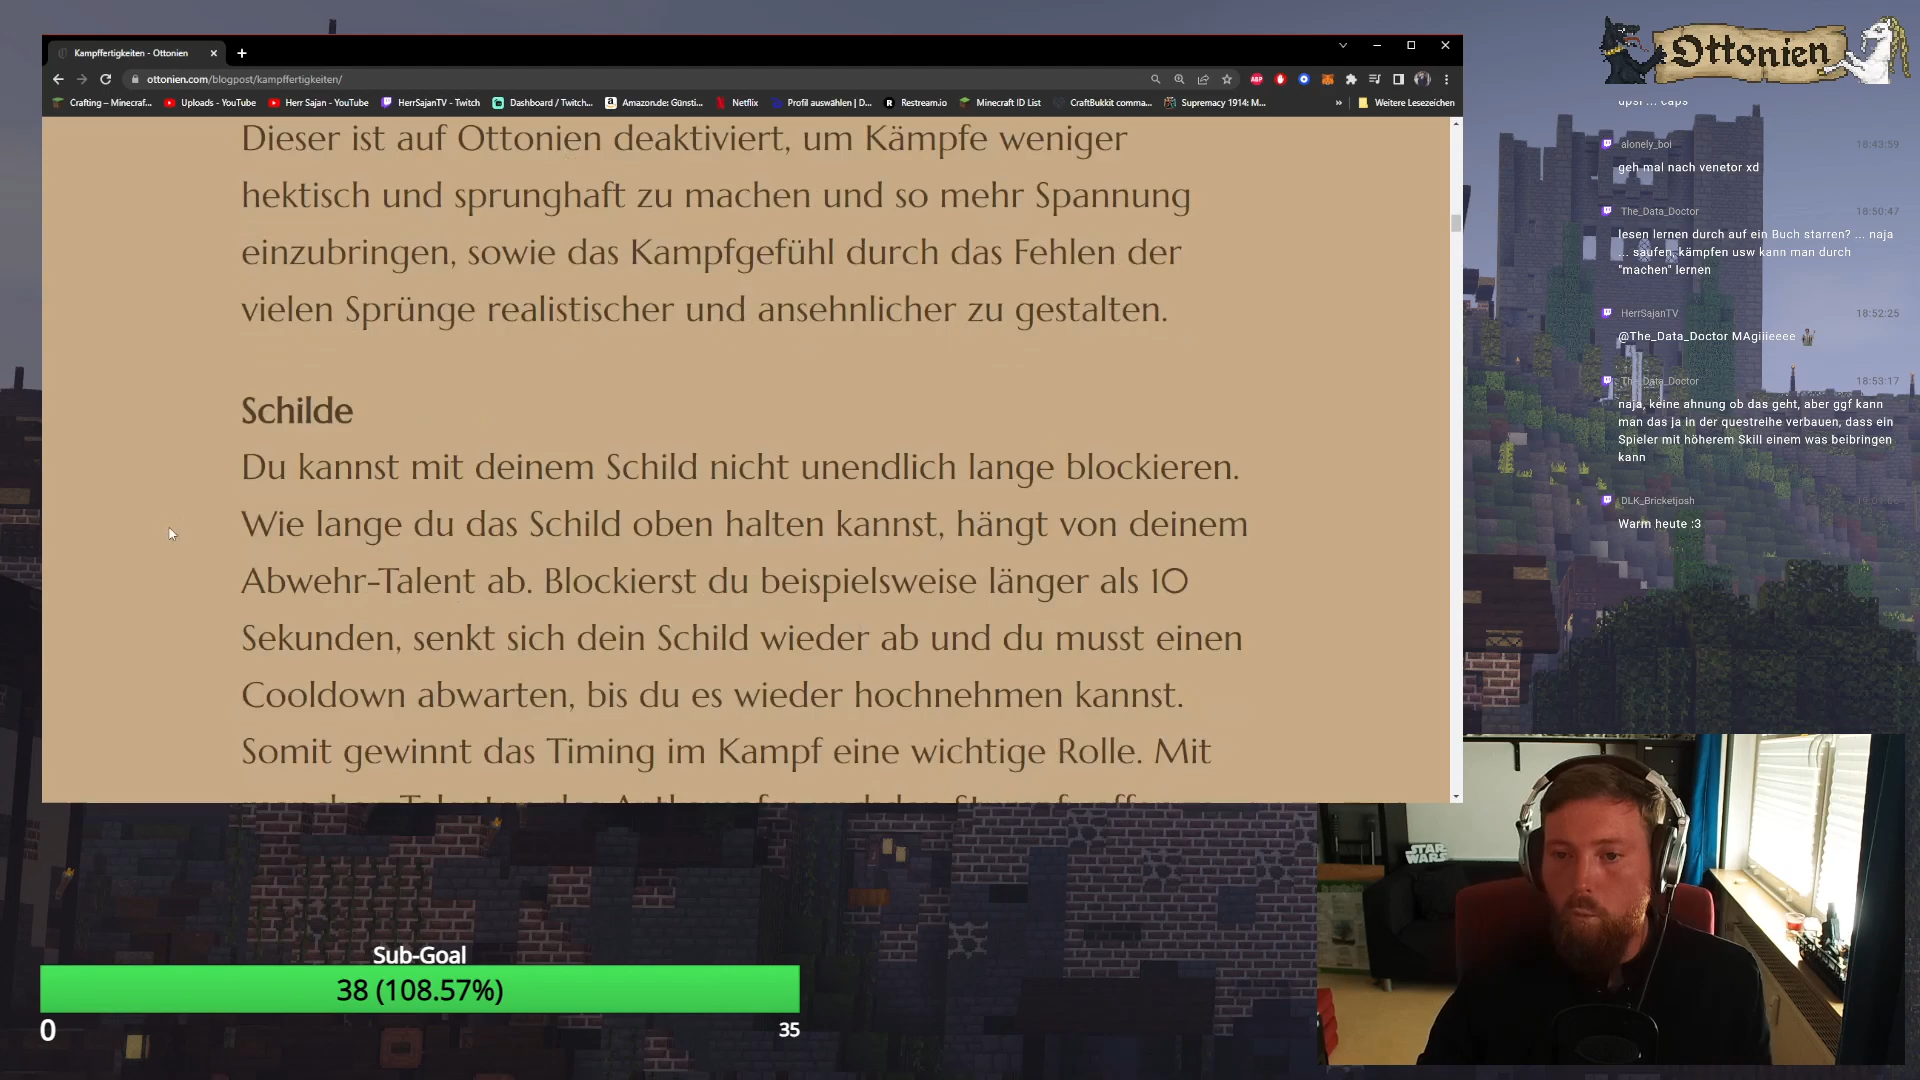 Kampffertigkeiten - Ottonien
ottonien.com/blogpost/kampffertigkeiten/
Crafting – Minecraf...
Uploads - YouTube
Herr Sajan - YouTube
HerrSajanTV - Twitch
Dashboard / Twitch...
Amazon.de: Günsti...
Netflix
Profil auswählen | D...
Restream.io
Minecraft ID List
CraftBukkit comma...
Supremacy 1914: M...
»
Weitere Lesezeichen
Dieser ist auf Ottonien deaktiviert, um Kämpfe weniger
hektisch und sprunghaft zu machen und so mehr Spannung
einzubringen, sowie das Kampfgefühl durch das Fehlen der
vielen Sprünge realistischer und ansehnlicher zu gestalten.
Schilde
Du kannst mit deinem Schild nicht unendlich lange blockieren.
Wie lange du das Schild oben halten kannst, hängt von deinem
Abwehr-Talent ab. Blockierst du beispielsweise länger als 10
Sekunden, senkt sich dein Schild wieder ab und du musst einen
Cooldown abwarten, bis du es wieder hochnehmen kannst.
Somit gewinnt das Timing im Kampf eine wichtige Rolle. Mit
Ottonien
ups! ... caps
alonely_boi 18:43:59
geh mal nach venetor xd
The_Data_Doctor 18:50:47
lesen lernen durch auf ein Buch starren? ... naja
... saufen, kämpfen usw kann man durch
"machen" lernen
HerrSajanTV 18:52:25
@The_Data_Doctor MAgiiieeee
The_Data_Doctor 18:53:17
naja, keine ahnung ob das geht, aber ggf kann
man das ja in der questreihe verbauen, dass ein
Spieler mit höherem Skill einem was beibringen
kann
DLK_Bricketjosh
Warm heute :3
STAR
WARS
Sub-Goal
38 (108.57%)
0
35